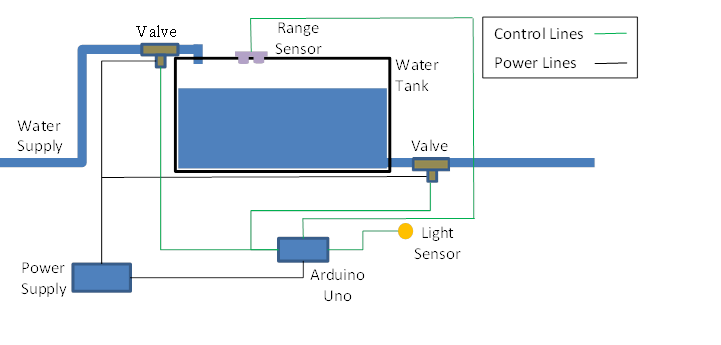 Valve
Range
Sensor
Control Lines
Power Lines
Water
Tank
Water
Supply
Valve
Light
Sensor
Power
Supply
Arduino
Uno